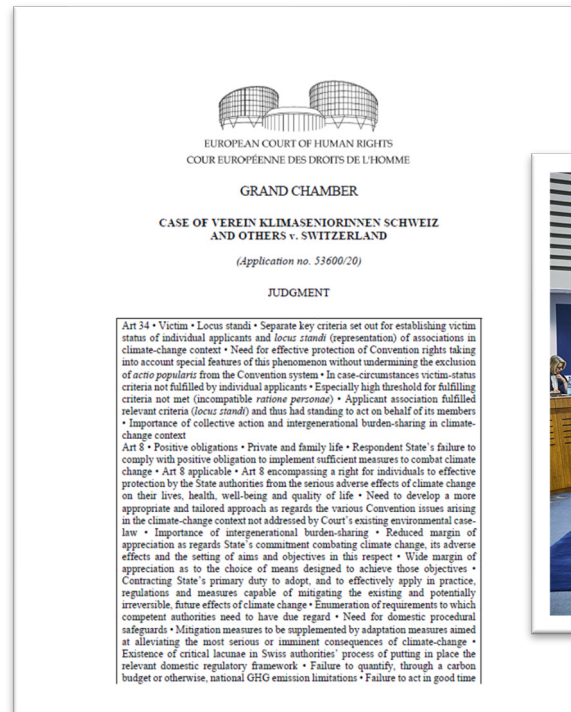 EUROPEAN COURT OF HUMAN RIGHTS
COUR EUROPÉENNE DES DROITS DE L'HOMME
GRAND CHAMBER
CASE OF VEREIN KLIMASENIORINNEN SCHWEIZ
AND OTHERS v. SWITZERLAND
(Application no. 53600/20)
JUDGMENT
Art 34 • Victim • Locus standi • Separate key criteria set out for establishing victim
status of individual applicants and locus standi (representation) of associations in
climate-change context • Need for effective protection of Convention rights taking
into account special features of this phenomenon without undermining the exclusion
of actio popularis from the Convention system • In case-circumstances victim-status
criteria not fulfilled by individual applicants • Especially high threshold for fulfilling
criteria not met (incompatible ratione personae) • Applicant association fulfilled
relevant criteria (locus standi) and thus had standing to act on behalf of its members
• Importance of collective action and intergenerational burden-sharing in climate-
change context
Art 8 • Positive obligations • Private and family life • Respondent State's failure to
comply with positive obligation to implement sufficient measures to combat climate
change • Art 8 applicable • Art 8 encompassing a right for individuals to effective
protection by the State authorities from the serious adverse effects of climate change
on their lives, health, well-being and quality of life • Need to develop a more
appropriate and tailored approach as regards the various Convention issues arising
in the climate-change context not addressed by Court's existing environmental case-
law • Importance of intergenerational burden-sharing • Reduced margin of
appreciation as regards State's commitment combating climate change, its adverse
effects and the setting of aims and objectives in this respect • Wide margin of
appreciation as to the choice of means designed to achieve those objectives •
Contracting State's primary duty to adopt, and to effectively apply in practice,
regulations and measures capable of mitigating the existing and potentially
irreversible, future effects of climate change • Enumeration of requirements to which
competent authorities need to have due regard • Need for domestic procedural
safeguards • Mitigation measures to be supplemented by adaptation measures aimed
at alleviating the most serious or imminent consequences of climate-change •
Existence of critical lacunae in Swiss authorities' process of putting in place the
relevant domestic regulatory framework • Failure to quantify, through a carbon
budget or otherwise, national GHG emission limitations • Failure to act in good time